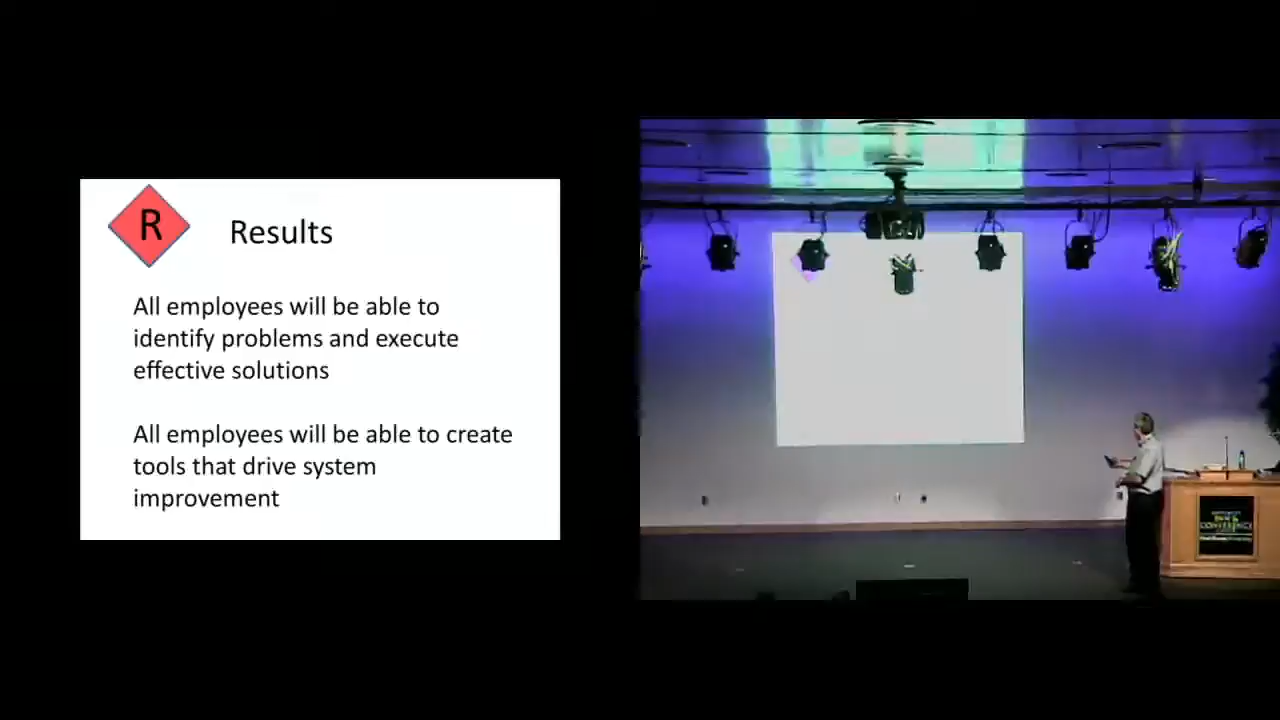 R
Results
All employees will be able to
identify problems and execute
effective solutions
All employees will be able to create
tools that drive system
improvement
CONFERENCE